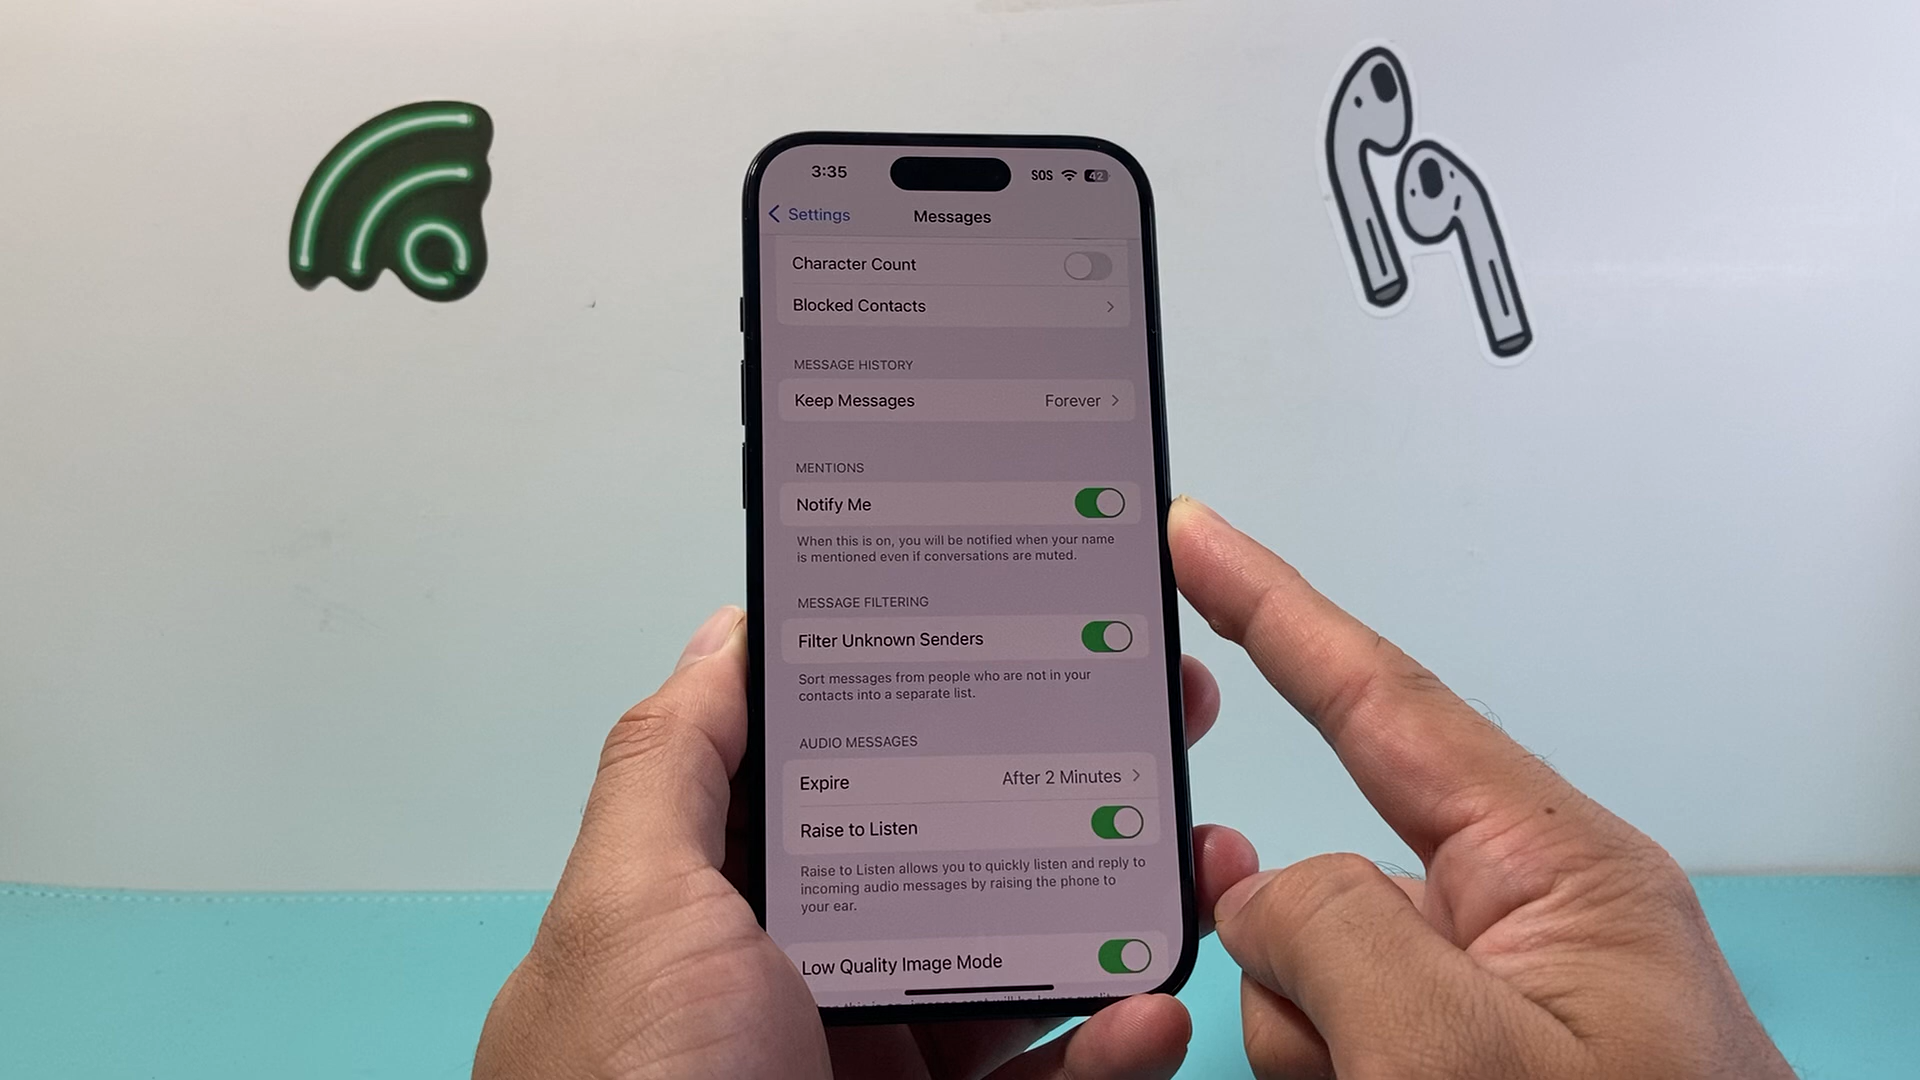 3:35 SOS 42
Settings Messages
Character Count
Blocked Contacts
MESSAGE HISTORY
Keep Messages Forever
MENTIONS
Notify Me
When this is on, you will be notified when your name
is mentioned even if conversations are muted.
MESSAGE FILTERING
Filter Unknown Senders
Sort messages from people who are not in your
contacts into a separate list.
AUDIO MESSAGES
Expire After 2 Minutes
Raise to Listen
Raise to Listen allows you to quickly listen and reply to
incoming audio messages by raising the phone to
your ear.
Low Quality Image Mode